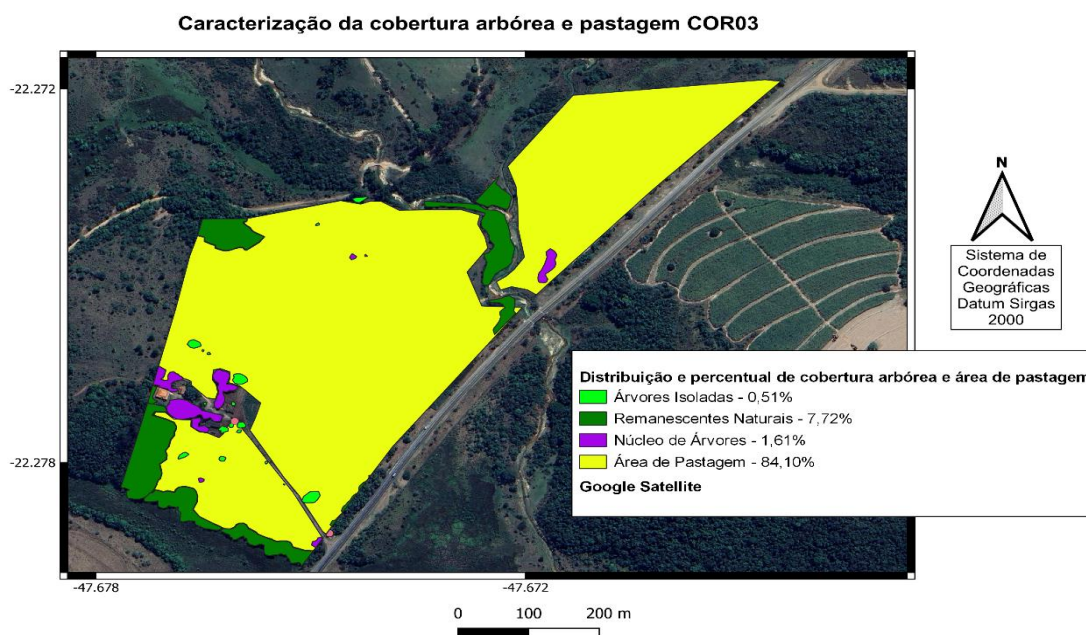 Caracterização da cobertura arbórea e pastagem COR03
-22.272
N
Sistema de
Coordenadas
Geográficas
Datum Sirgas
2000
Distribuição e percentual de cobertura arbórea e área de pastagem
Árvores Isoladas - 0,51%
Remanescentes Naturais - 7,72%
Núcleo de Árvores - 1,61%
Área de Pastagem - 84,10%
Google Satellite
-22.278
-47.678
-47.672
0 100 200 m